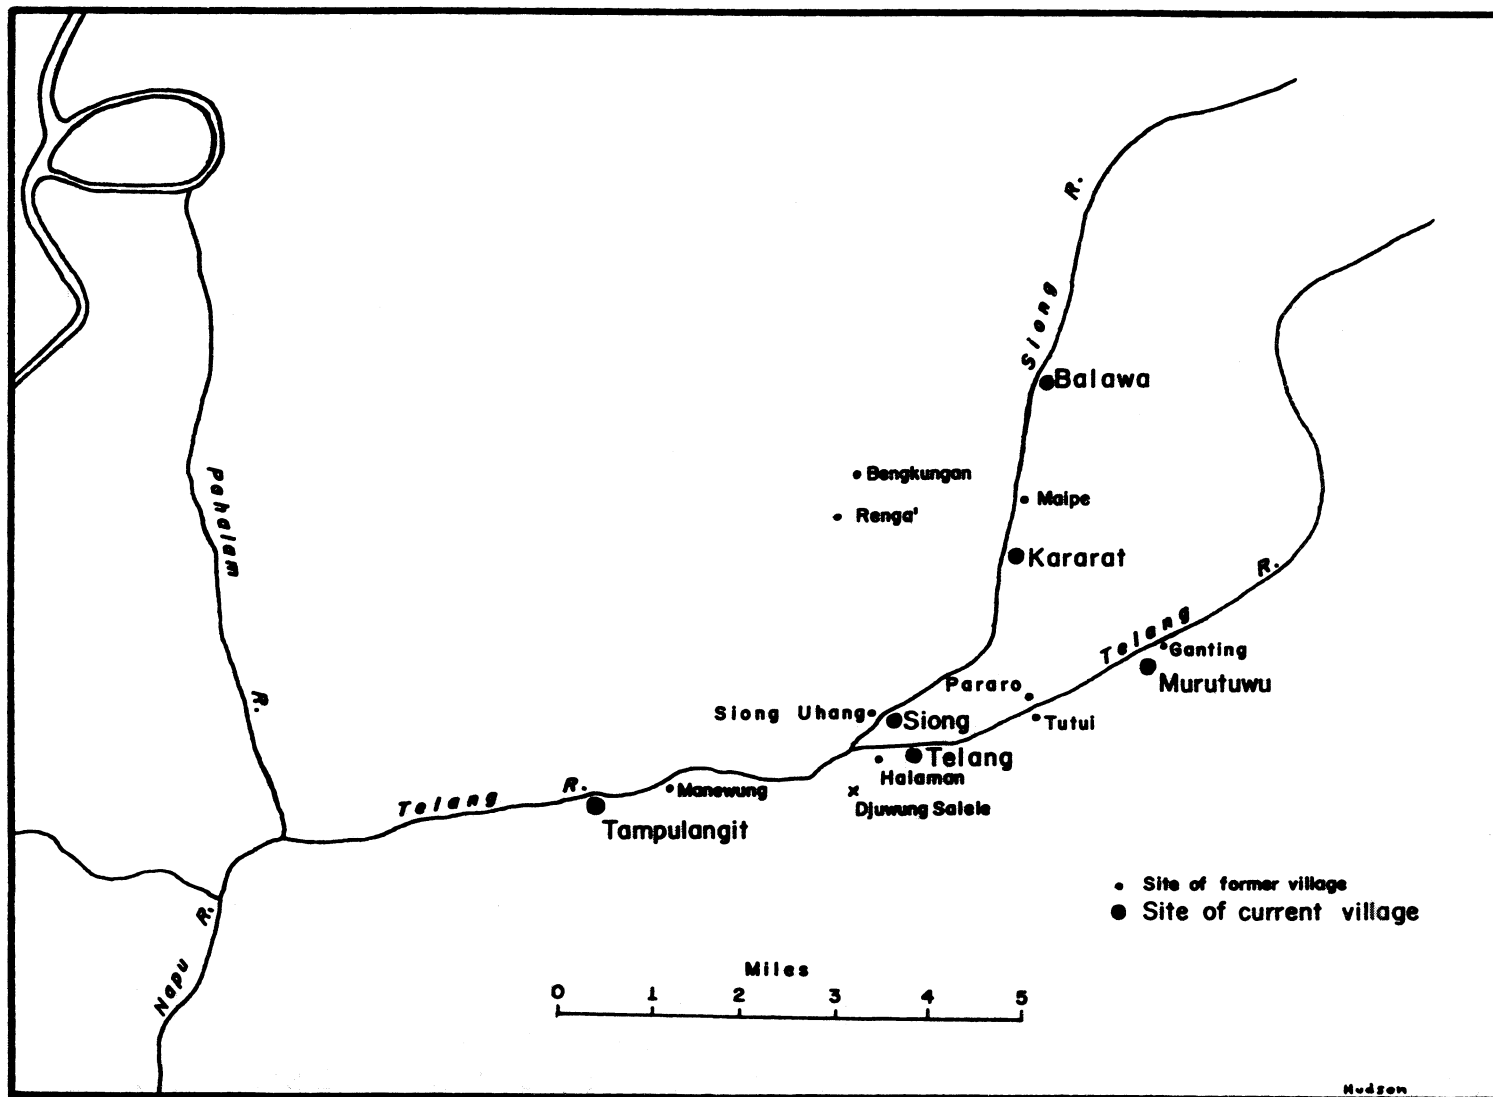 Siong R.
Balawa
Bengkungan
Maipe
Renga'
Kararat
Pahalam R.
Telang R.
Ganting
Murutuwu
Pararo
Siong Uhang
Siong
Tutui
Telang
Halaman
Djuwung Salele
Manewung
Telang R.
Tampulangit
Napu R.
Site of former village
Site of current village
Miles
0 1 2 3 4 5
Hudson